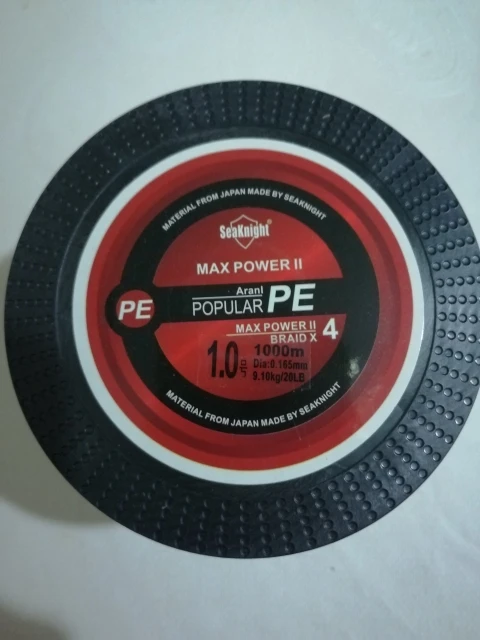 MATERIAL FROM JAPAN MADE BY SEAKNIGHT
SeaKnight®
MAX POWER II
Arani
POPULAR PE
PE
MAX POWER II
BRAID X 4
1.0号
1000m
Dia:0.165mm
9.10kg/20LB
MATERIAL FROM JAPAN MADE BY SEAKNIGHT